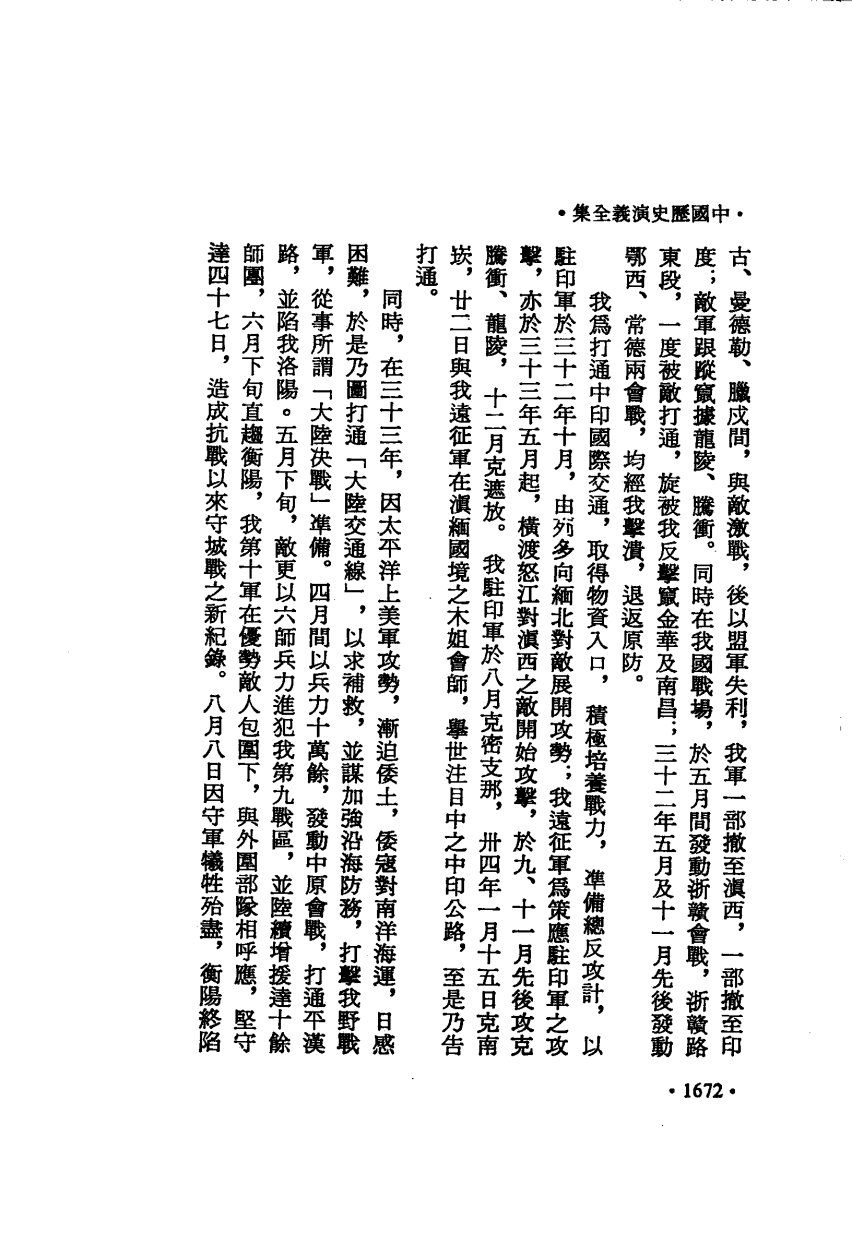 •中國歷史演義全集•
古、曼德勒、臘戍間，與敵激戰，後以盟軍失利，我軍一部撤至滇西，一部撤至印
度；敵軍跟蹤竄據龍陵、騰衝。同時在我國戰場，於五月間發動浙贛會戰，浙贛路
東段，一度被敵打通，旋被我反擊竄金華及南昌；三十二年五月及十一月先後發動
鄂西、常德兩會戰，均經我擊潰，退返原防。
我爲打通中印國際交通，取得物資入口，積極培養戰力，準備總反攻計，以
駐印軍於三十二年十月，由列多向緬北對敵展開攻勢；我遠征軍爲策應駐印軍之攻
擊，亦於三十三年五月起，橫渡怒江對滇西之敵開始攻擊，於九、十一月先後攻克
騰衝、龍陵，十二月克遮放。我駐印軍於八月克密支那，卅四年一月十五日克南
崁，廿二日與我遠征軍在滇緬國境之木姐會師，舉世注目中之中印公路，至是乃告
打通。
同時，在三十三年，因太平洋上美軍攻勢，漸迫倭土，倭寇對南洋海運，日感
困難，於是乃圖打通「大陸交通線」，以求補救，並謀加強沿海防務，打擊我野戰
軍，從事所謂「大陸決戰」準備。四月間以兵力十萬餘，發動中原會戰，打通平漢
路，並陷我洛陽。五月下旬，敵更以六師兵力進犯我第九戰區，並陸續增援達十餘
師團，六月下旬直趨衡陽，我第十軍在優勢敵人包圍下，與外圍部隊相呼應，堅守
達四十七日，造成抗戰以來守城戰之新紀錄。八月八日因守軍犧牲殆盡，衡陽終陷
•1672•